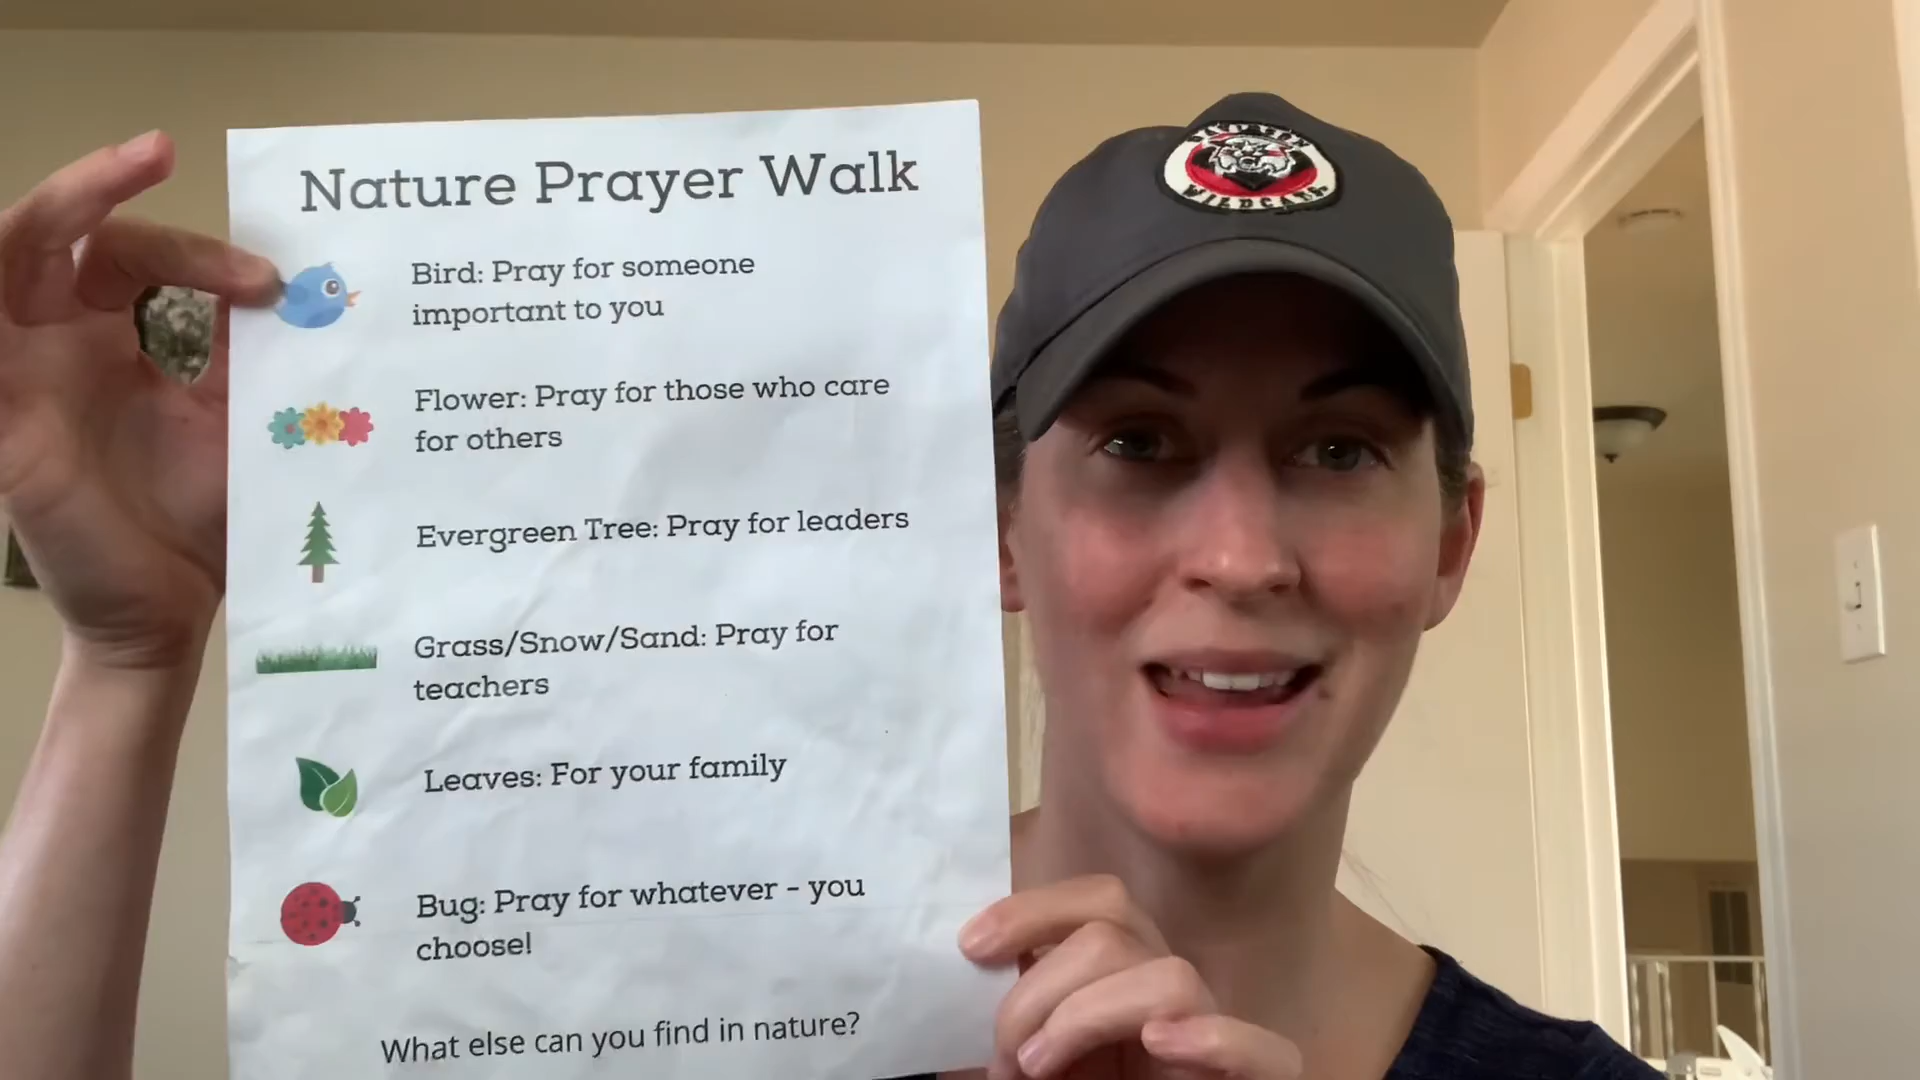 WILDCATS
Nature Prayer Walk
Bird: Pray for someone
important to you
Flower: Pray for those who care
for others
Evergreen Tree: Pray for leaders
Grass/Snow/Sand: Pray for
teachers
Leaves: For your family
Bug: Pray for whatever - you
choose!
What else can you find in nature?